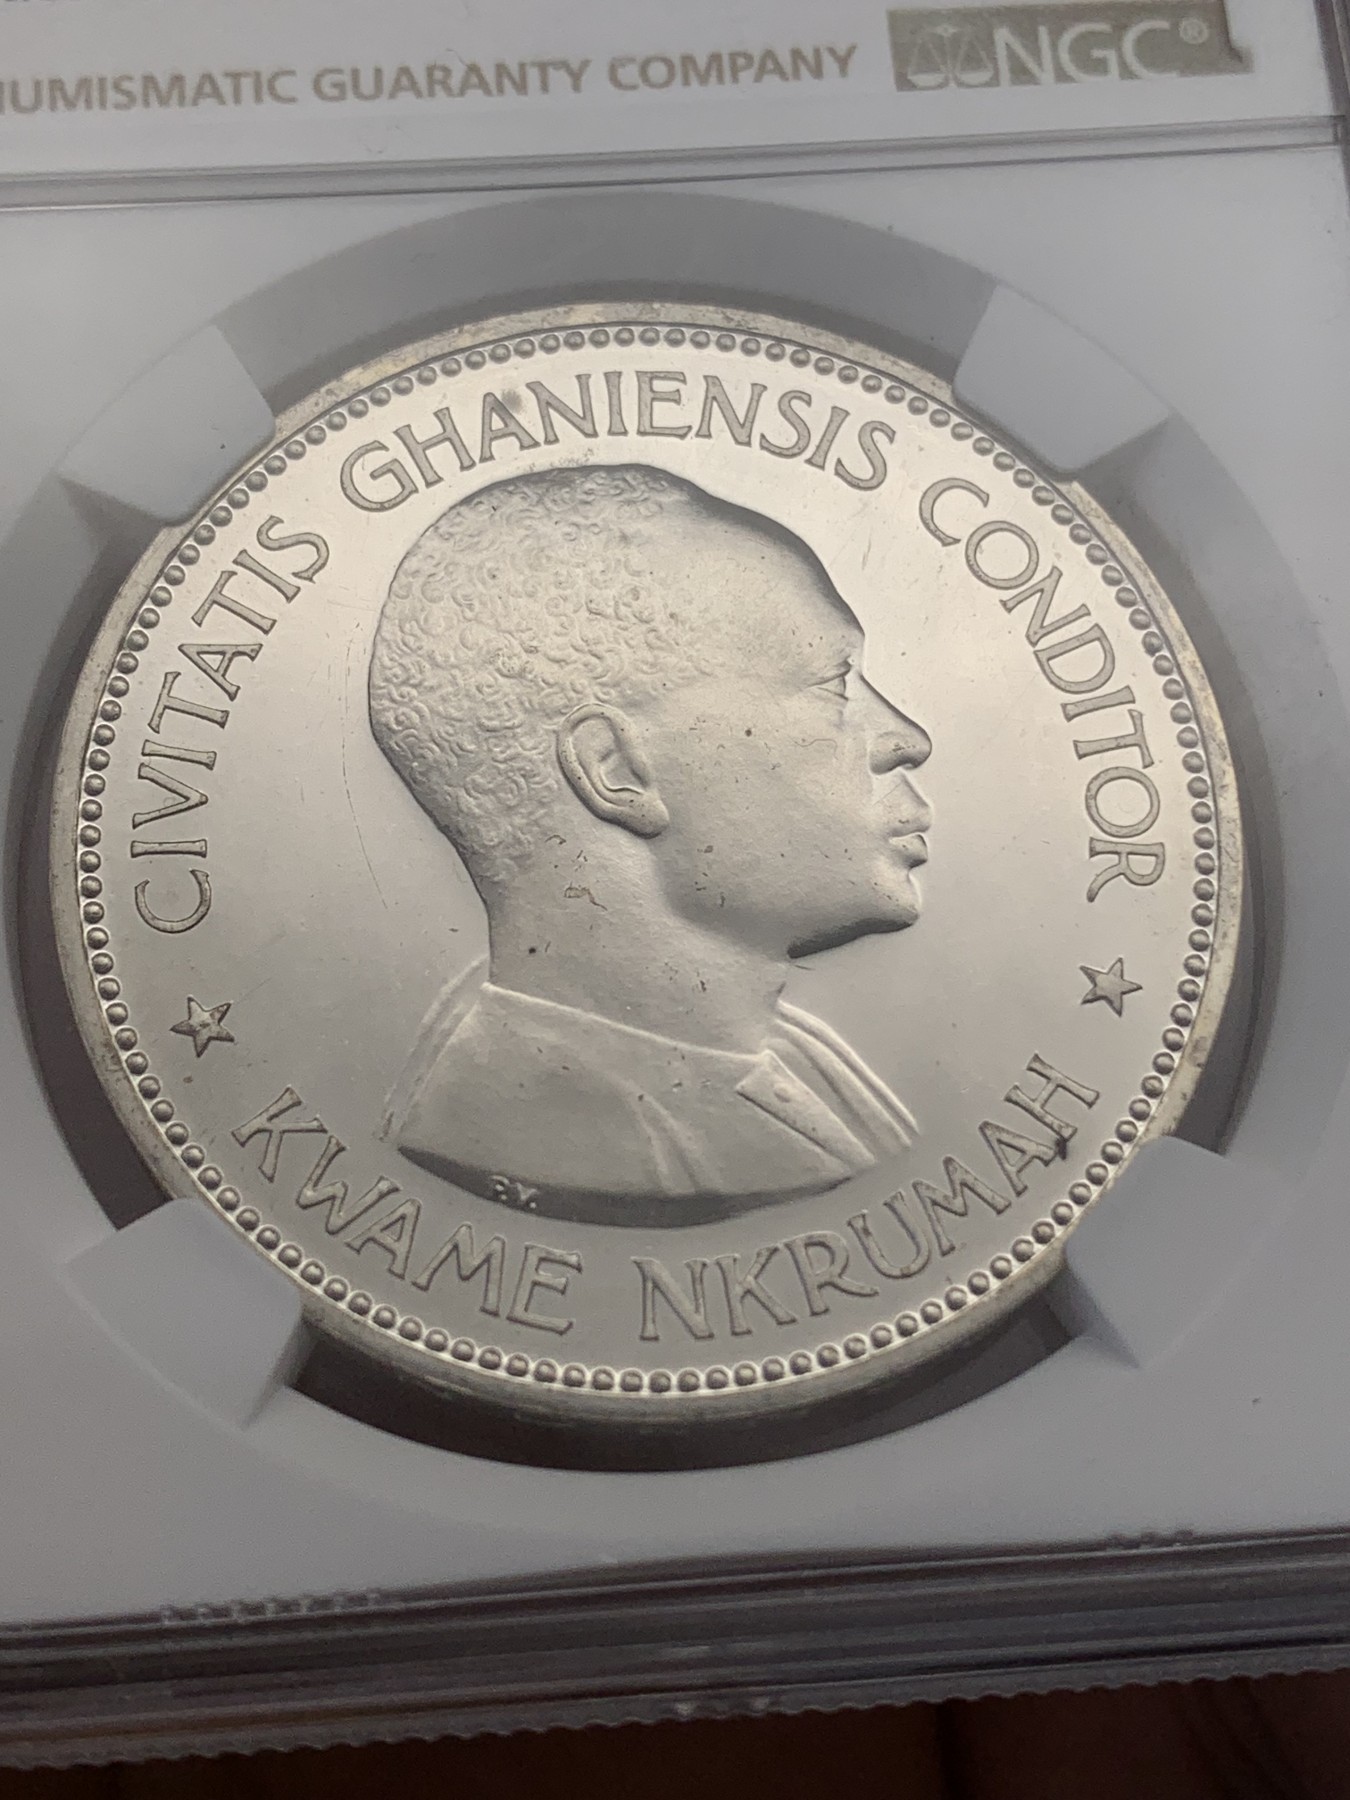 NUMISMATIC GUARANTY COMPANY NGC®
CIVITATIS GHANIENSIS CONDITOR
★ KWAME NKRUMAH ★
P.V.